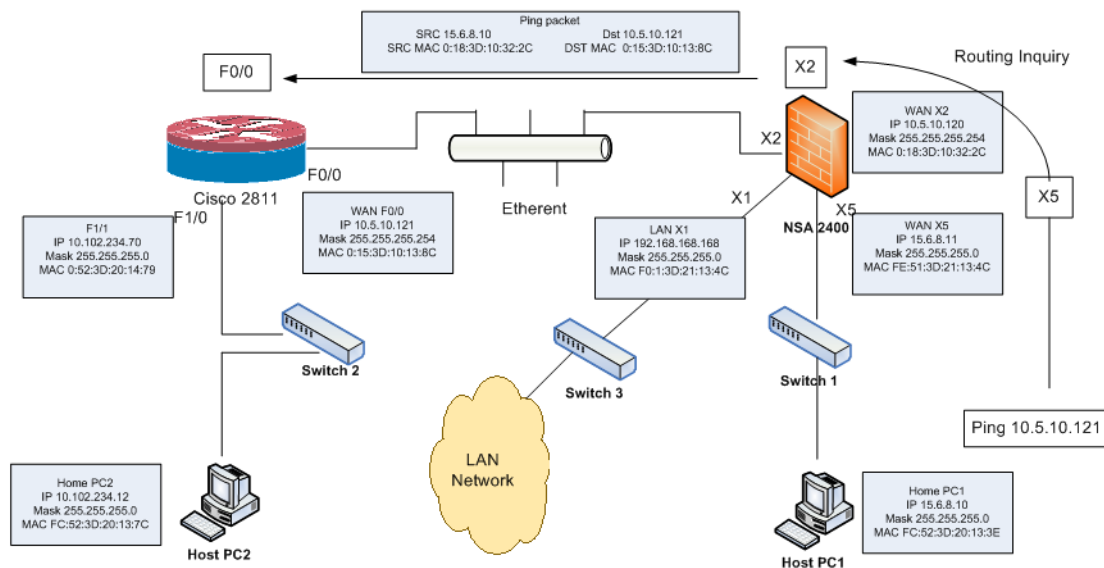 Ping packet
SRC 15.6.8.10 Dst 10.5.10.121
SRC MAC 0:18:3D:10:32:2C DST MAC 0:15:3D:10:13:8C
F0/0
X2
Routing Inquiry
WAN X2
IP 10.5.10.120
Mask 255.255.255.254
MAC 0:18:3D:10:32:2C
X2
X5
F0/0
Cisco 2811
Etherent
X1
X5
NSA 2400
F1/0
F1/1
IP 10.102.234.70
Mask 255.255.255.0
MAC 0:52:3D:20:14:79
WAN F0/0
IP 10.5.10.121
Mask 255.255.255.254
MAC 0:15:3D:10:13:8C
LAN X1
IP 192.168.168.168
Mask 255.255.255.0
MAC F0:1:3D:21:13:4C
WAN X5
IP 15.6.8.11
Mask 255.255.255.0
MAC FE:51:3D:21:13:4C
Switch 2
Switch 3
Switch 1
Ping 10.5.10.121
LAN
Network
Home PC2
IP 10.102.234.12
Mask 255.255.255.0
MAC FC:52:3D:20:13:7C
Host PC2
Home PC1
IP 15.6.8.10
Mask 255.255.255.0
MAC FC:52:3D:20:13:3E
Host PC1